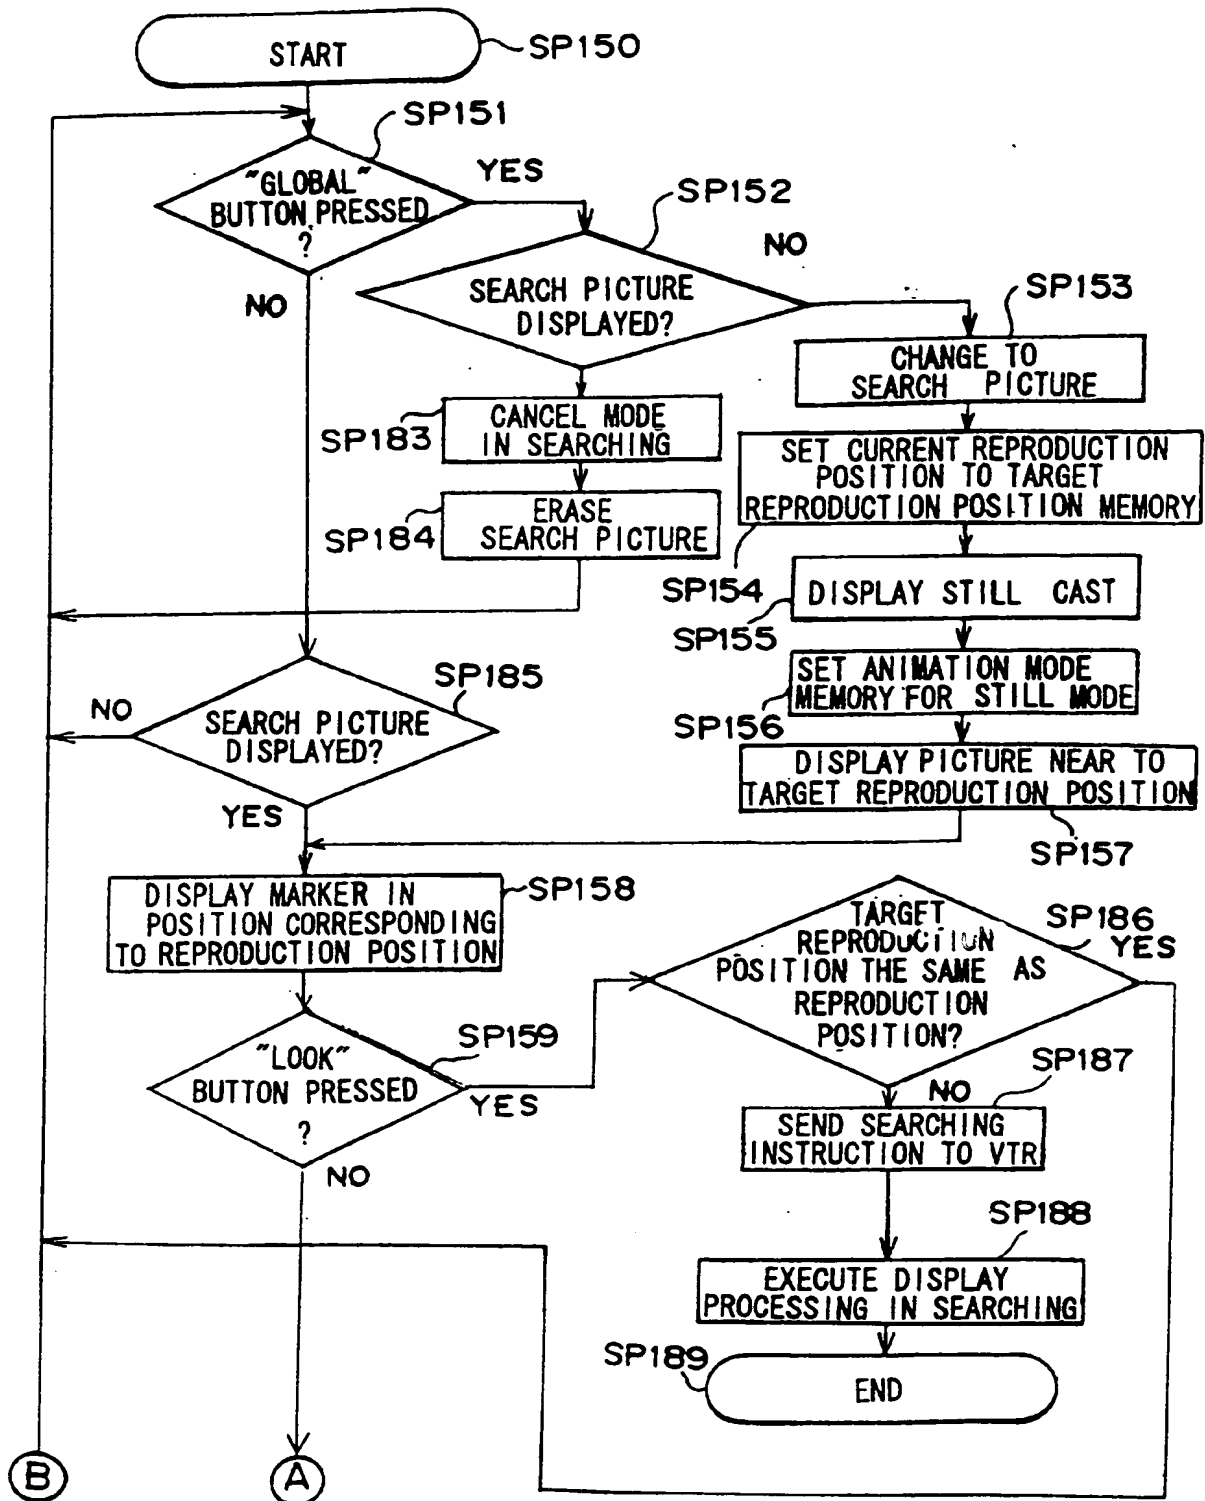 START
SP150
SP151
"GLOBAL"
BUTTON PRESSED
?
YES
NO
SP152
SEARCH PICTURE
DISPLAYED?
NO
SP153
CHANGE TO
SEARCH PICTURE
SP183
CANCEL MODE
IN SEARCHING
SET CURRENT REPRODUCTION
POSITION TO TARGET
REPRODUCTION POSITION MEMORY
SP184
ERASE
SEARCH PICTURE
SP154
DISPLAY STILL CAST
SP155
SET ANIMATION MODE
MEMORY FOR STILL MODE
SP156
SP185
NO
SEARCH PICTURE
DISPLAYED?
YES
DISPLAY PICTURE NEAR TO
TARGET REPRODUCTION POSITION
SP157
DISPLAY MARKER IN
POSITION CORRESPONDING
TO REPRODUCTION POSITION
SP158
TARGET
REPRODUCTION
POSITION THE SAME AS
REPRODUCTION
POSITION?
SP186
YES
"LOOK"
BUTTON PRESSED
?
SP159
YES
NO
SP187
NO
SEND SEARCHING
INSTRUCTION TO VTR
SP188
EXECUTE DISPLAY
PROCESSING IN SEARCHING
SP189
END
B
A